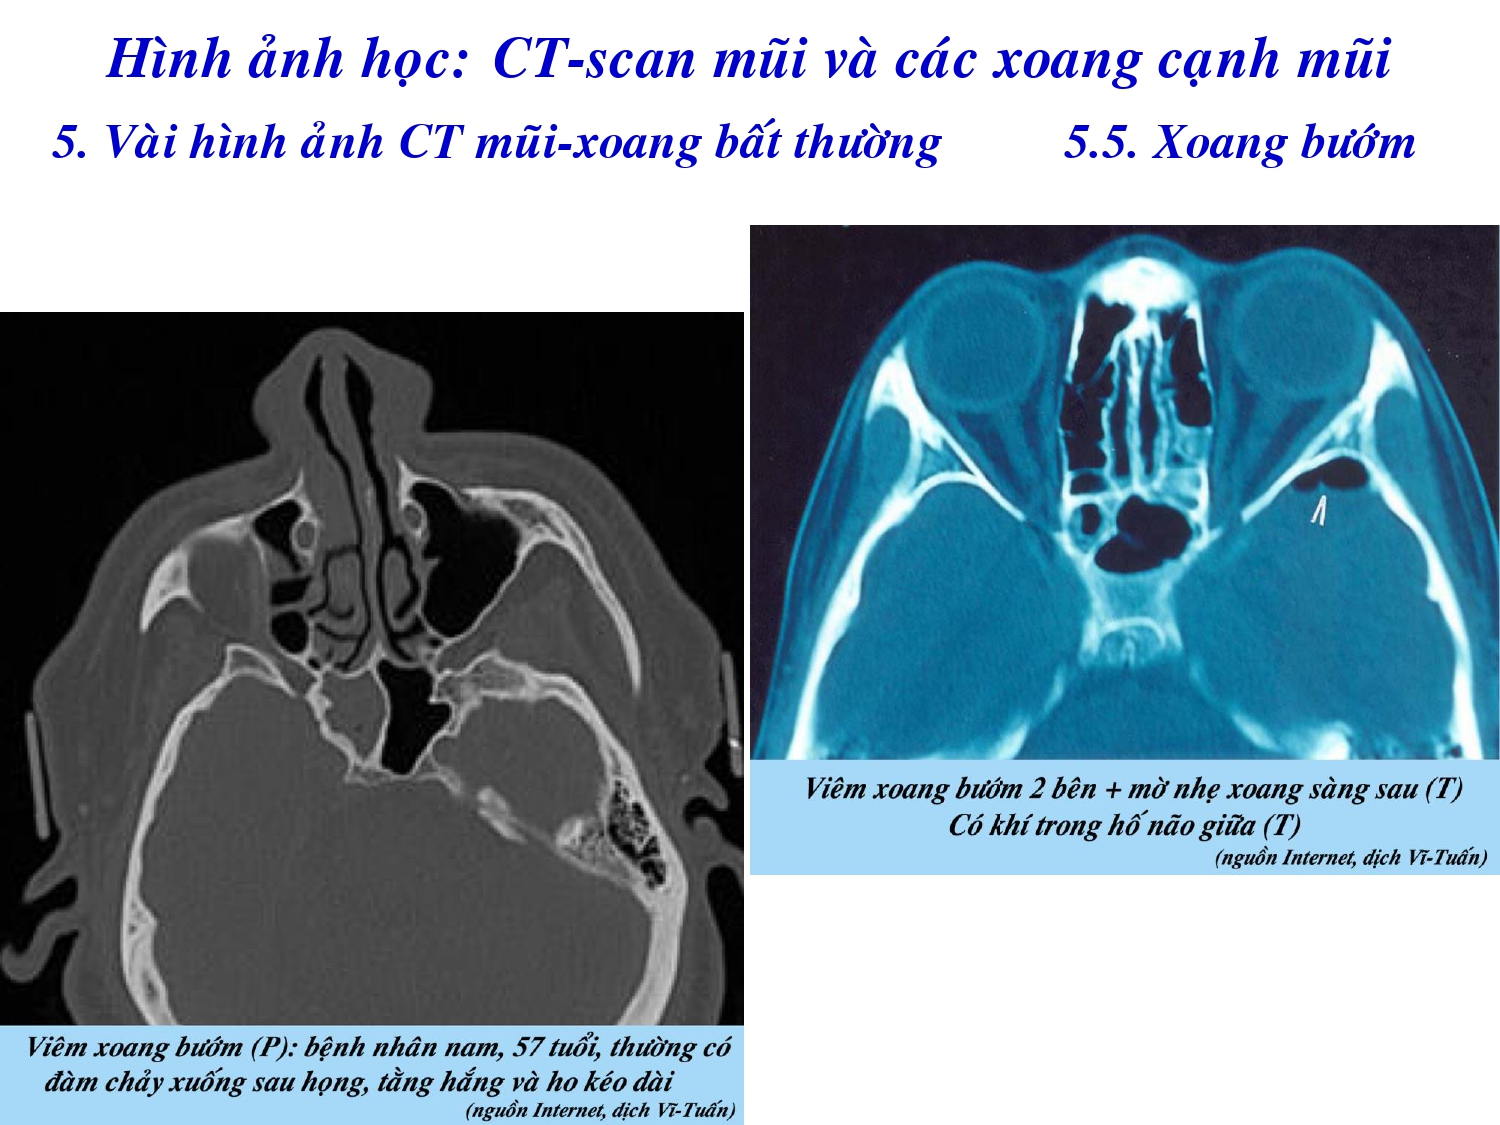 Hình ảnh học: CT-scan mũi và các xoang cạnh mũi
5. Vài hình ảnh CT mũi-xoang bất thường 5.5. Xoang bướm
Viêm xoang bướm 2 bên + mờ nhẹ xoang sàng sau (T)
Có khí trong hố não giữa (T)
(nguồn Internet, dịch Vĩ-Tuấn)
Viêm xoang bướm (P): bệnh nhân nam, 57 tuổi, thường có
đàm chảy xuống sau họng, tằng hắng và ho kéo dài
(nguồn Internet, dịch Vĩ-Tuấn)